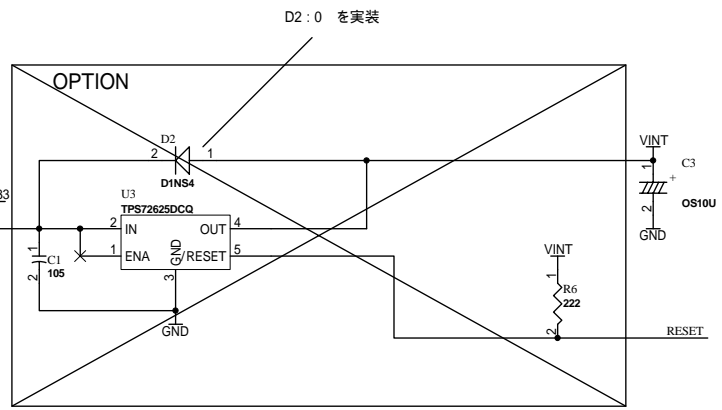 D2 : 0 を実装
OPTION
D2
2
1
D1NS4
VINT
1
C3
+
OS10U
2
GND
U3
TPS72625DCQ
2
IN
OUT
4
1
ENA
GND
/RESET
5
3
GND
1
C1
105
2
VINT
1
R6
222
2
RESET